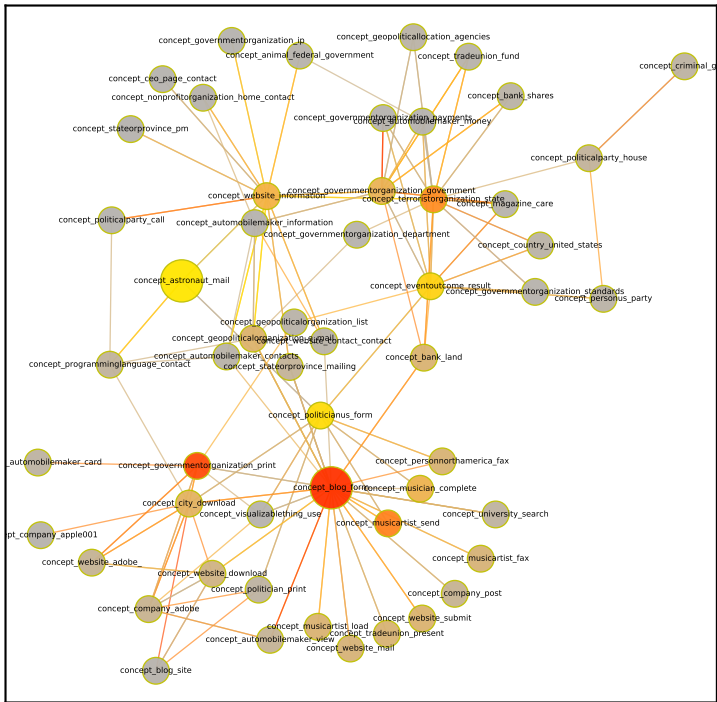 concept_governmentorganization_ip
concept_geopoliticallocation_agencies
concept_animal_federal_government
concept_tradeunion_fund
concept_criminal_g
concept_ceo_page_contact
concept_nonprofitorganization_home_contact
concept_bank_shares
concept_governmentorganization_payments
concept_automobilemaker_money
concept_stateorprovince_pm
concept_politicalparty_house
concept_governmentorganization_government
concept_website_information
concept_terroristorganization_state
concept_magazine_care
concept_politicalparty_call
concept_automobilemaker_information
concept_governmentorganization_department
concept_country_united_states
concept_astronaut_mail
concept_eventoutcome_result
concept_governmentorganization_standards
concept_personus_party
concept_geopoliticalorganization_list
concept_geopoliticalorganization_e_mail
concept_website_contact_contact
concept_automobilemaker_contacts
concept_bank_land
concept_programminglanguage_contact
concept_stateorprovince_mailing
concept_politicianus_form
concept_personnorthamerica_fax
_automobilemaker_card
concept_governmentorganization_print
concept_blog_form
concept_musician_complete
concept_city_download
concept_visualizablething_use
concept_university_search
concept_musicartist_send
pt_company_apple001
concept_website_adobe
concept_musicartist_fax
concept_website_download
concept_politician_print
concept_company_post
concept_company_adobe
concept_website_submit
concept_musicartist_load
concept_tradeunion_present
concept_automobilemaker_view
concept_website_mail
concept_blog_site